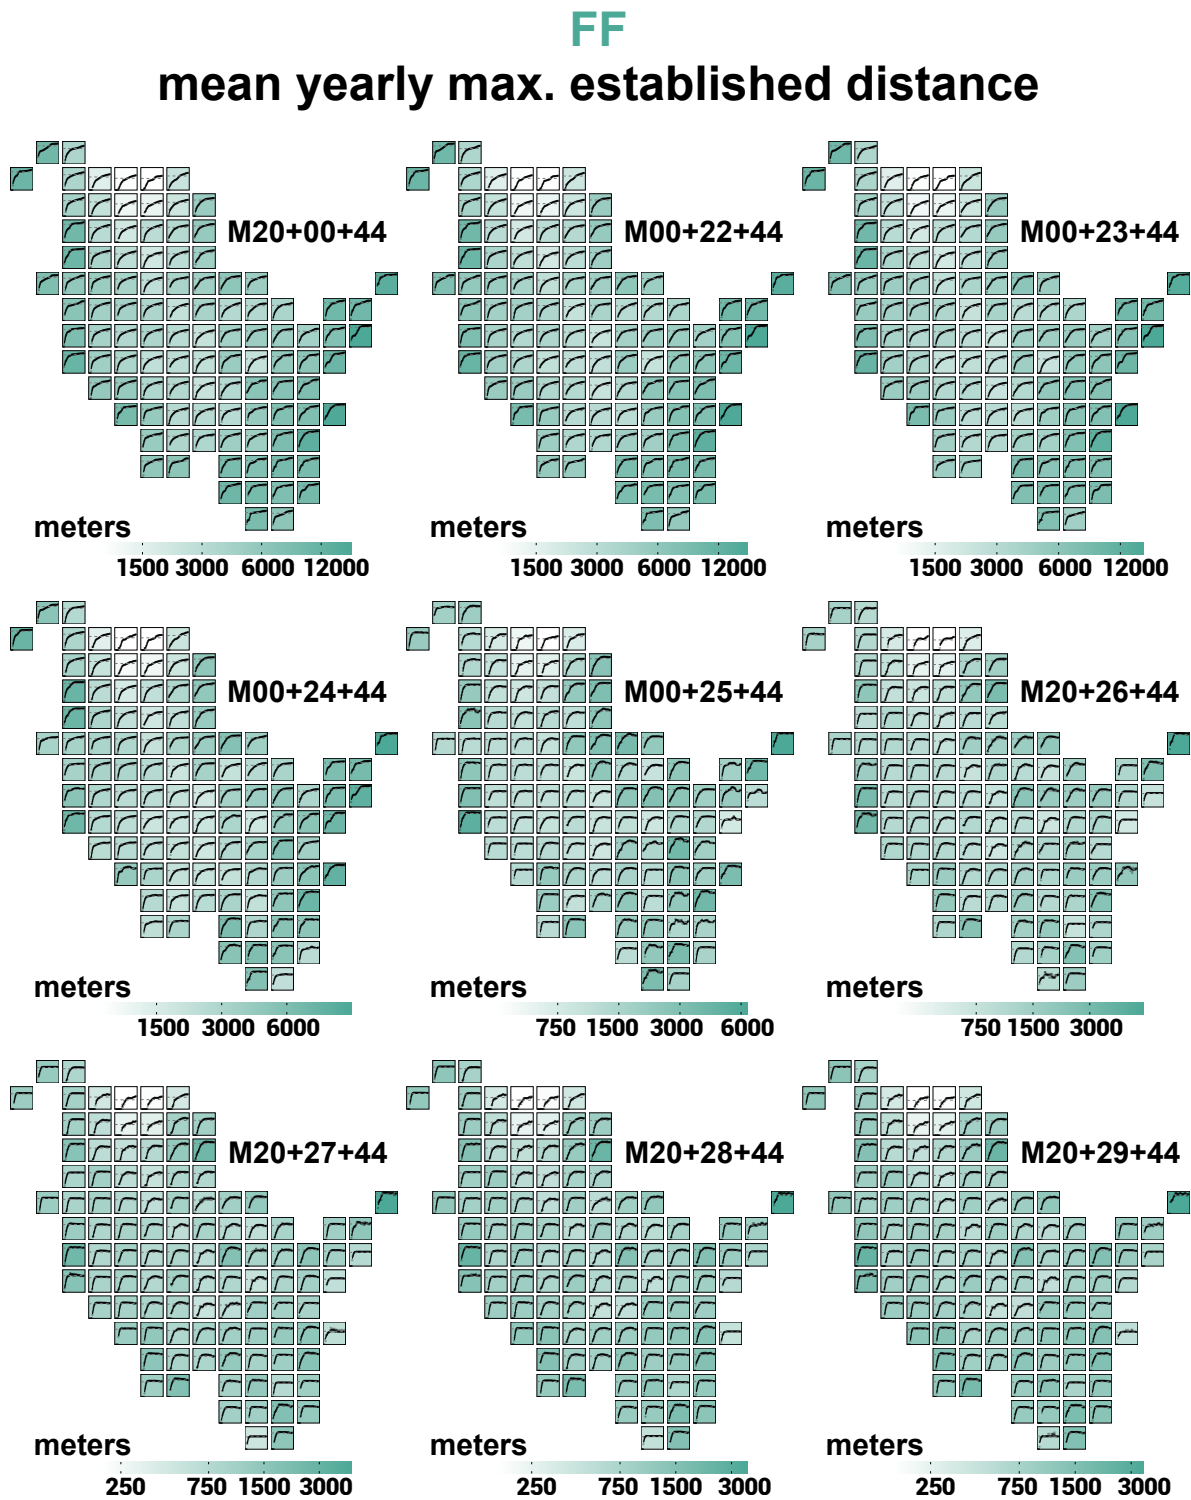 FF
mean yearly max. established distance
M20+00+44
M00+22+44
M00+23+44
meters
1500 3000 6000 12000
1500 3000 6000 12000
1500 3000 6000 12000
M00+24+44
M00+25+44
M20+26+44
meters
meters
meters
1500 3000 6000
750 1500 3000 6000
750 1500 3000
M20+27+44
M20+28+44
M20+29+44
meters
meters
meters
250 750 1500 3000
250 750 1500 3000
250 750 1500 3000